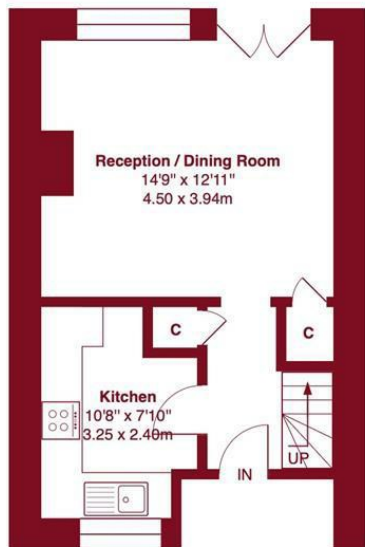 Reception / Dining Room
14'9" x 12'11"
4.50 x 3.94m
C
C
Kitchen
10'8" x 7'10"
3.25 x 2.40m
UP
IN